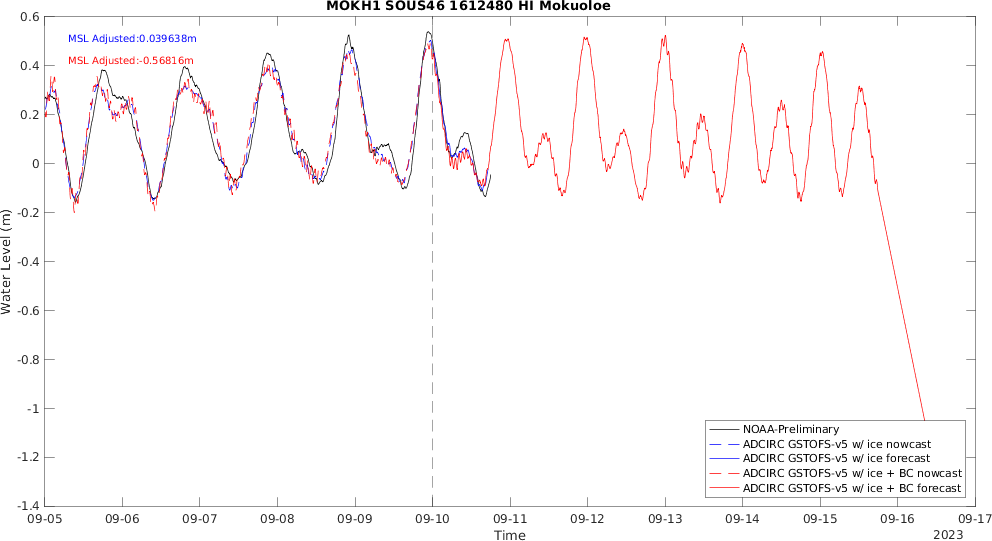 MOKH1 SOUS46 1612480 HI Mokuoloe
MSL Adjusted:0.039638m
MSL Adjusted:-0.56816m
Water Level (m)
0.6
0.4
0.2
0
-0.2
-0.4
-0.6
-0.8
-1
-1.2
-1.4
NOAA-Preliminary
ADCIRC GSTOFS-v5 w/ ice nowcast
ADCIRC GSTOFS-v5 w/ ice forecast
ADCIRC GSTOFS-v5 w/ ice + BC nowcast
ADCIRC GSTOFS-v5 w/ ice + BC forecast
09-05 09-06 09-07 09-08 09-09 09-10 09-11 09-12 09-13 09-14 09-15 09-16 09-17
Time
2023